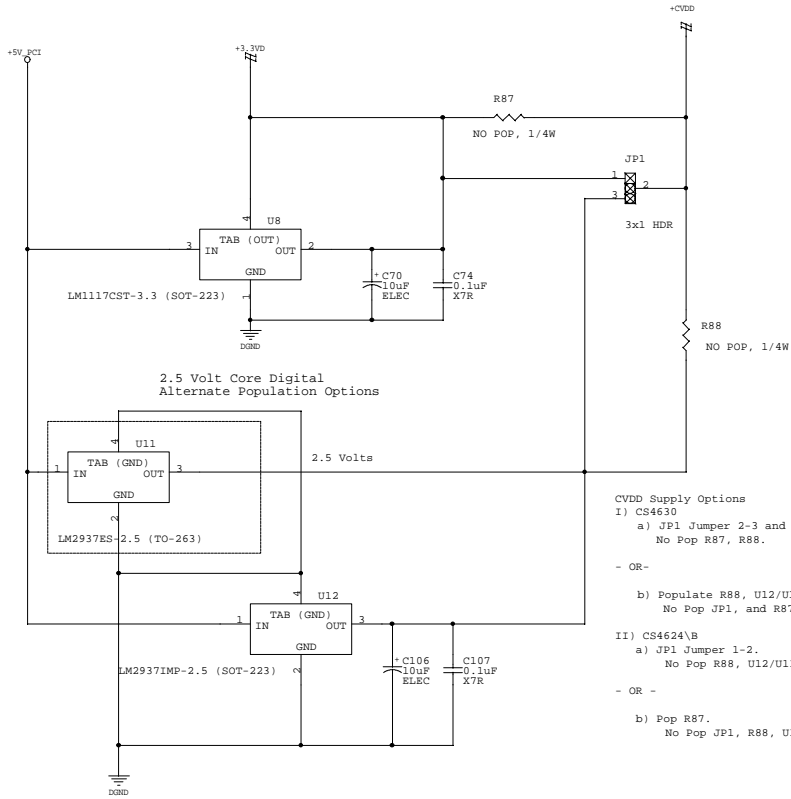 +CVDD
+5V_PCI
+3.3VD
R87
NO POP, 1/4W
JP1
1
2
3
3x1 HDR
4
U8
TAB (OUT)
3
IN
OUT
2
GND
1
LM1117CST-3.3 (SOT-223)
+
C70
10uF
ELEC
C74
0.1uF
X7R
DGND
R88
NO POP, 1/4W
2.5 Volt Core Digital
Alternate Population Options
4
U11
TAB (GND)
1
IN
OUT
3
GND
2
2.5 Volts
LM2937ES-2.5 (TO-263)
4
U12
TAB (GND)
1
IN
OUT
3
GND
2
LM2937IMP-2.5 (SOT-223)
+
C106
10uF
ELEC
C107
0.1uF
X7R
DGND
CVDD Supply Options
I) CS4630
a) JP1 Jumper 2-3 and
No Pop R87, R88.
- OR-
b) Populate R88, U12/U
No Pop JP1, and R87
II) CS4624\B
a) JP1 Jumper 1-2.
No Pop R88, U12/U11
- OR -
b) Pop R87.
No Pop JP1, R88, U